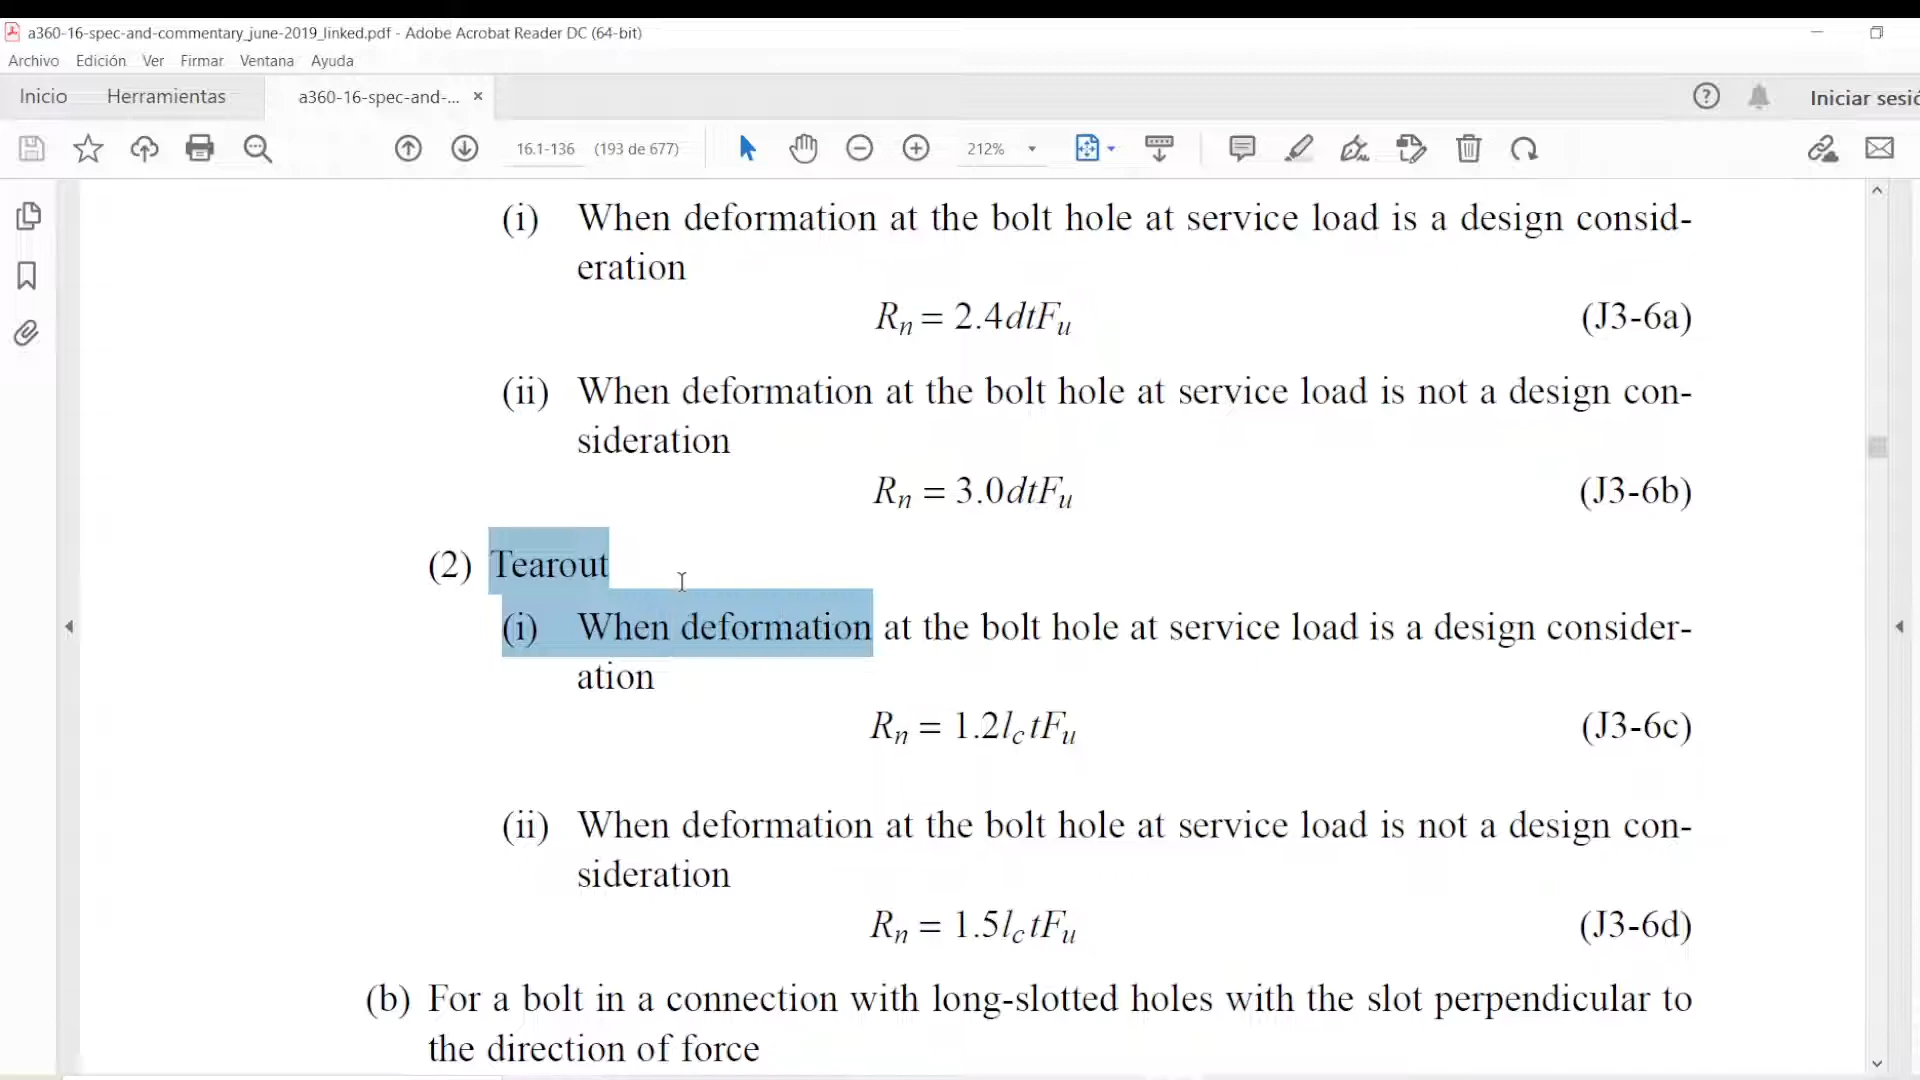 a360-16-spec-and-commentary_june-2019_linked.pdf - Adobe Acrobat Reader DC (64-bit)
Archivo Edición Ver Firmar Ventana Ayuda
Inicio Herramientas a360-16-spec-and-... × Iniciar sesió
16.1-136 (193 de 677) 212%
(i) When deformation at the bolt hole at service load is a design consid-
eration
Rn = 2.4dtFu (J3-6a)
(ii) When deformation at the bolt hole at service load is not a design con-
sideration
Rn = 3.0dtFu (J3-6b)
(2) Tearout
(i) When deformation at the bolt hole at service load is a design consider-
ation
Rn = 1.2lctFu (J3-6c)
(ii) When deformation at the bolt hole at service load is not a design con-
sideration
Rn = 1.5lctFu (J3-6d)
(b) For a bolt in a connection with long-slotted holes with the slot perpendicular to
the direction of force